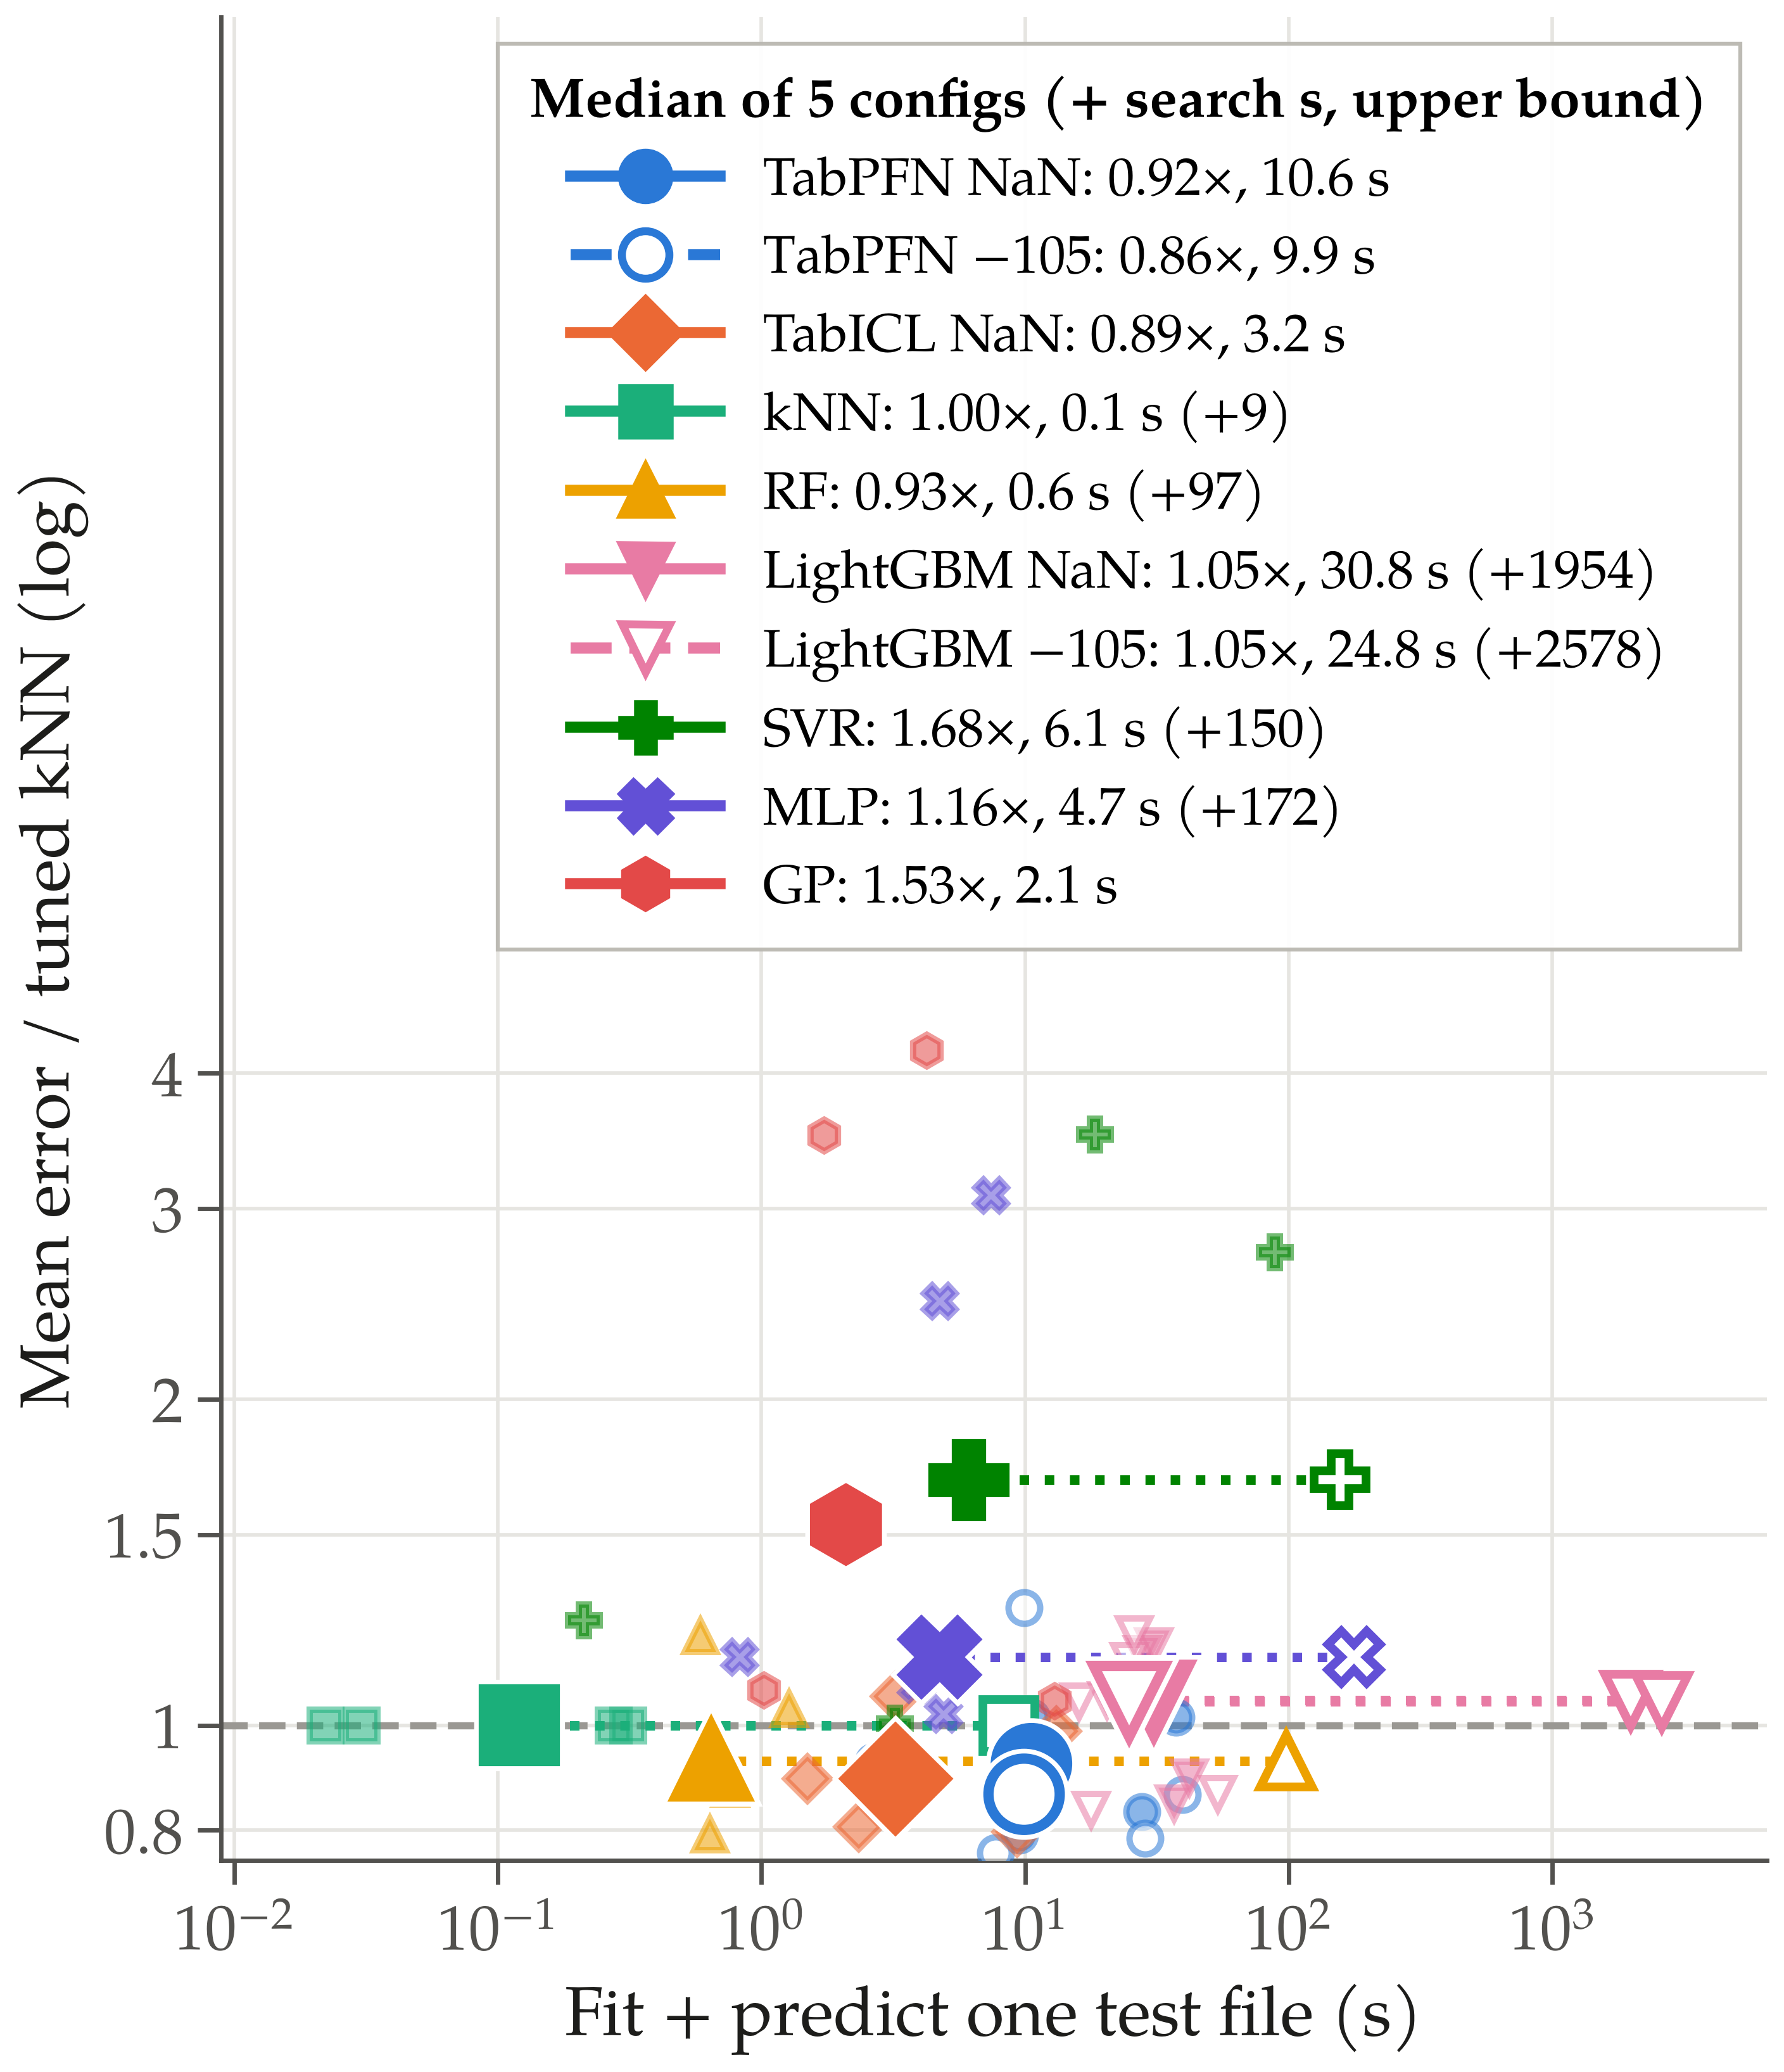 Median of 5 configs (+ search s, upper bound)
TabPFN NaN: 0.92×, 10.6 s
TabPFN −105: 0.86×, 9.9 s
TabICL NaN: 0.89×, 3.2 s
kNN: 1.00×, 0.1 s (+9)
RF: 0.93×, 0.6 s (+97)
LightGBM NaN: 1.05×, 30.8 s (+1954)
LightGBM −105: 1.05×, 24.8 s (+2578)
SVR: 1.68×, 6.1 s (+150)
MLP: 1.16×, 4.7 s (+172)
GP: 1.53×, 2.1 s
Mean error / tuned kNN (log)
4
3
2
1.5
1
0.8
10⁻² 10⁻¹ 10⁰ 10¹ 10² 10³
Fit + predict one test file (s)